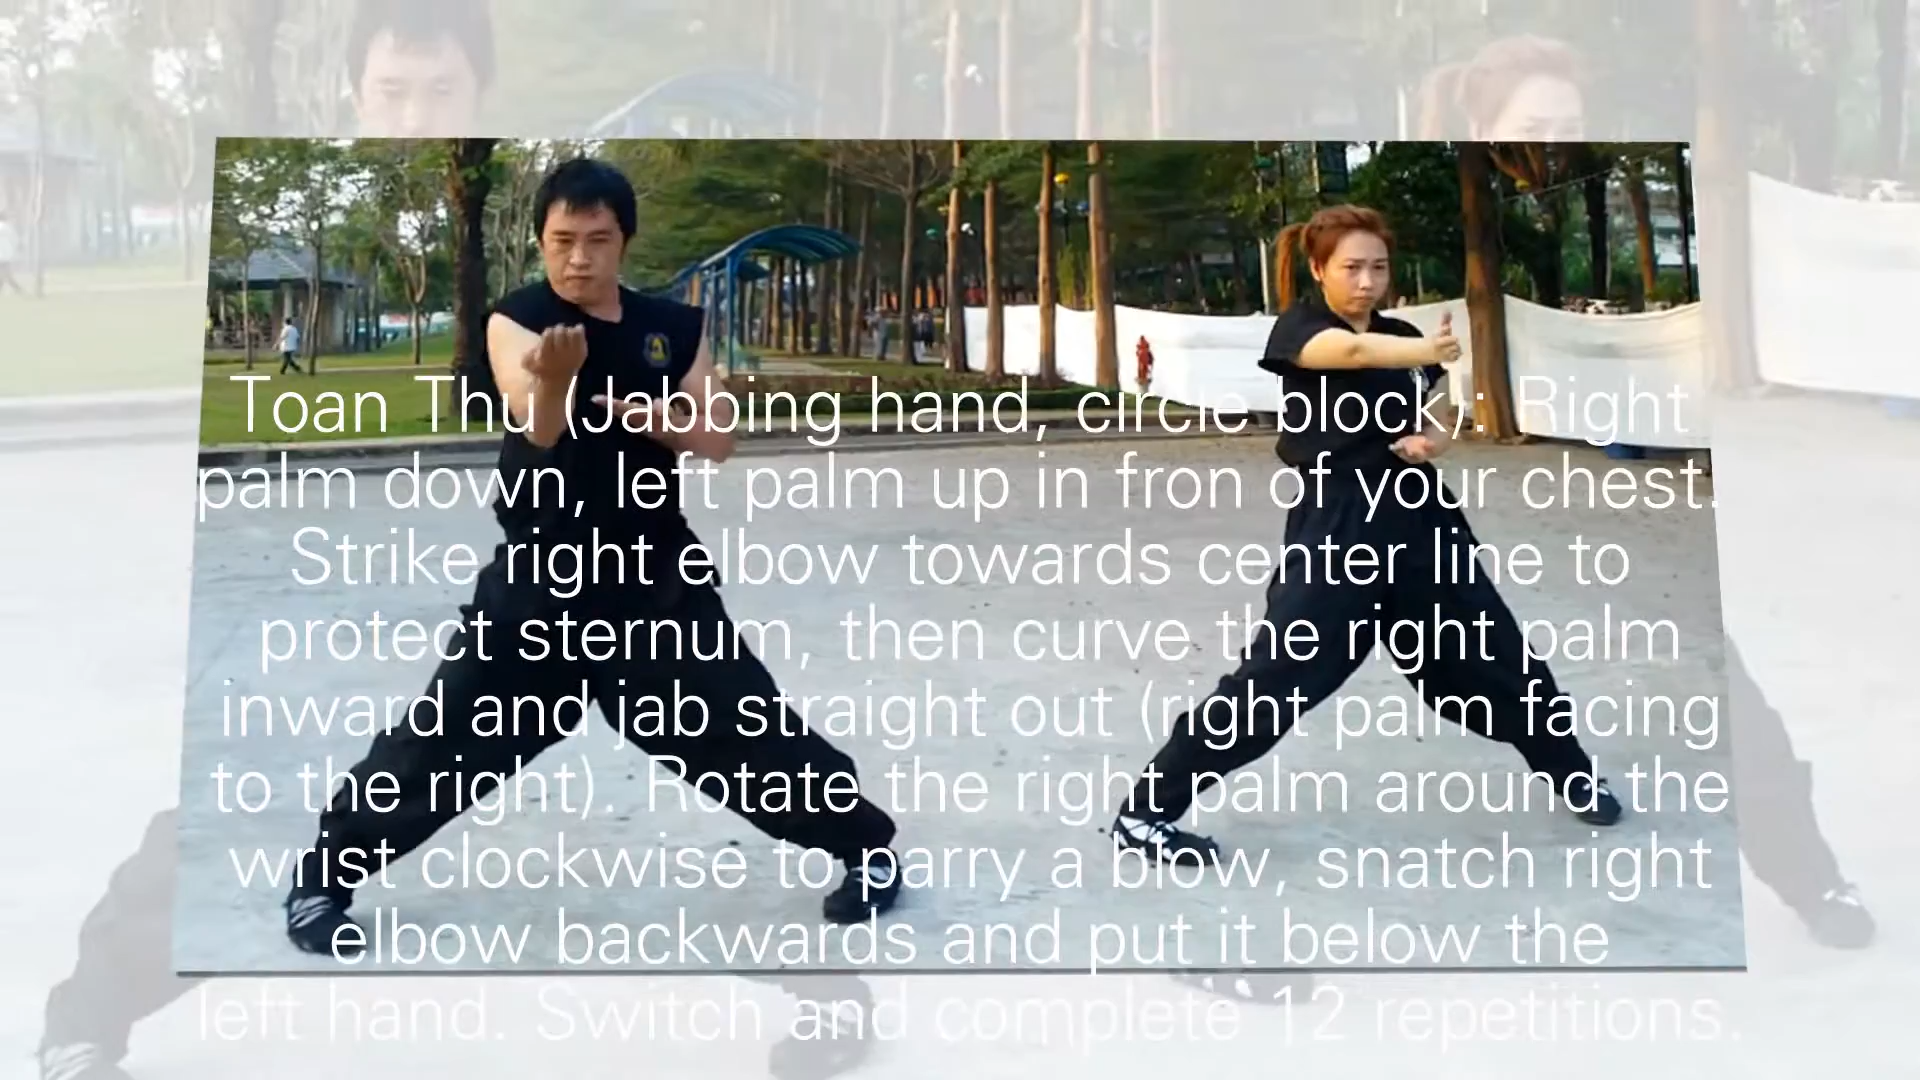 Toan Thu (Jabbing hand, circle block): Right
palm down, left palm up in fron of your chest.
Strike right elbow towards center line to
protect sternum, then curve the right palm
inward and jab straight out (right palm facing
to the right). Rotate the right palm around the
wrist clockwise to parry a blow, snatch right
elbow backwards and put it below the
left hand. Switch and complete 12 repetitions.